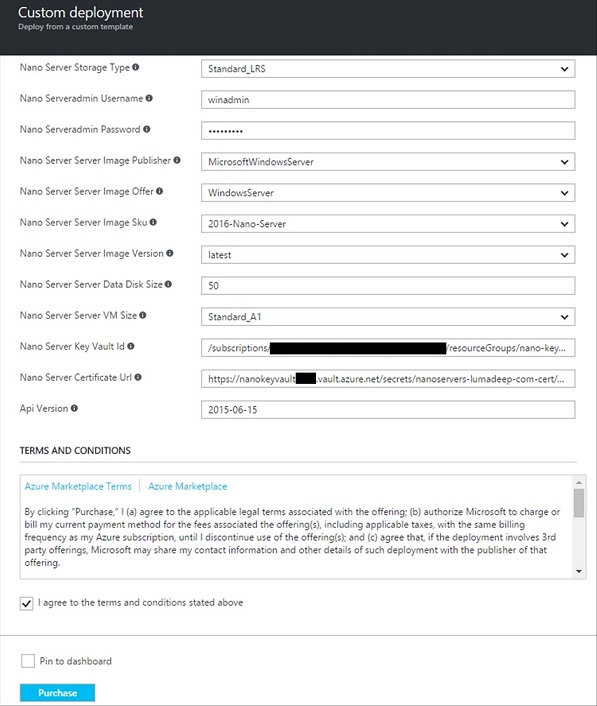 Custom deployment
Deploy from a custom template
Nano Server Storage Type Standard_LRS
Nano Serveradmin Username winadmin
Nano Serveradmin Password •••••••••
Nano Server Server Image Publisher MicrosoftWindowsServer
Nano Server Server Image Offer WindowsServer
Nano Server Server Image Sku 2016-Nano-Server
Nano Server Server Image Version latest
Nano Server Server Data Disk Size 50
Nano Server Server VM Size Standard_A1
Nano Server Key Vault Id /subscriptions/ /resourceGroups/nano-key...
Nano Server Certificate Url https://nanokeyvault .vault.azure.net/secrets/nanoservers-lumadeep-com-cert/...
Api Version 2015-06-15
TERMS AND CONDITIONS
Azure Marketplace Terms | Azure Marketplace
By clicking "Purchase," I (a) agree to the applicable legal terms associated with the offering; (b) authorize Microsoft to charge or
bill my current payment method for the fees associated the offering(s), including applicable taxes, with the same billing
frequency as my Azure subscription, until I discontinue use of the offering(s); and (c) agree that, if the deployment involves 3rd
party offerings, Microsoft may share my contact information and other details of such deployment with the publisher of that
offering.
I agree to the terms and conditions stated above
Pin to dashboard
Purchase